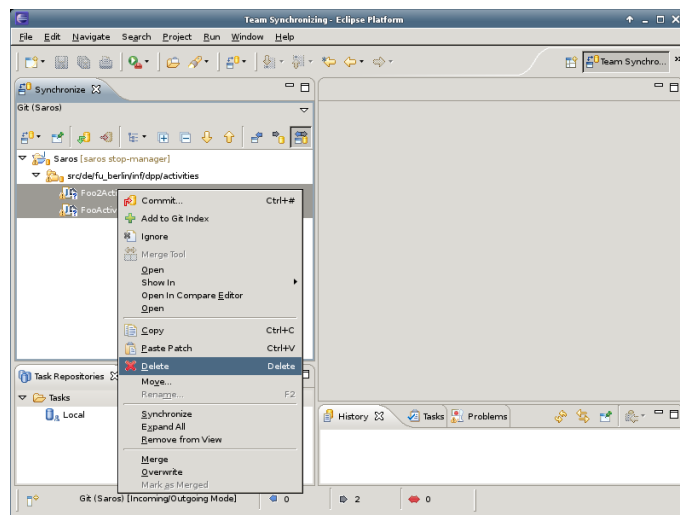 Team Synchronizing - Eclipse Platform
File Edit Navigate Search Project Run Window Help
Team Synchro...
Synchronize
Git (Saros)
Saros [saros stop-manager]
src/de/fu_berlin/inf/dpp/activities
Foo2Act
FooActiv
Commit... Ctrl+#
Add to Git Index
Ignore
Merge Tool
Open
Show In
Open In Compare Editor
Open
Copy Ctrl+C
Paste Patch Ctrl+V
Delete Delete
Move...
Rename... F2
Synchronize
Expand All
Remove from View
Merge
Overwrite
Mark as Merged
Task Repositories
Tasks
Local
History Tasks Problems
Git (Saros) [Incoming/Outgoing Mode] 0 2 0